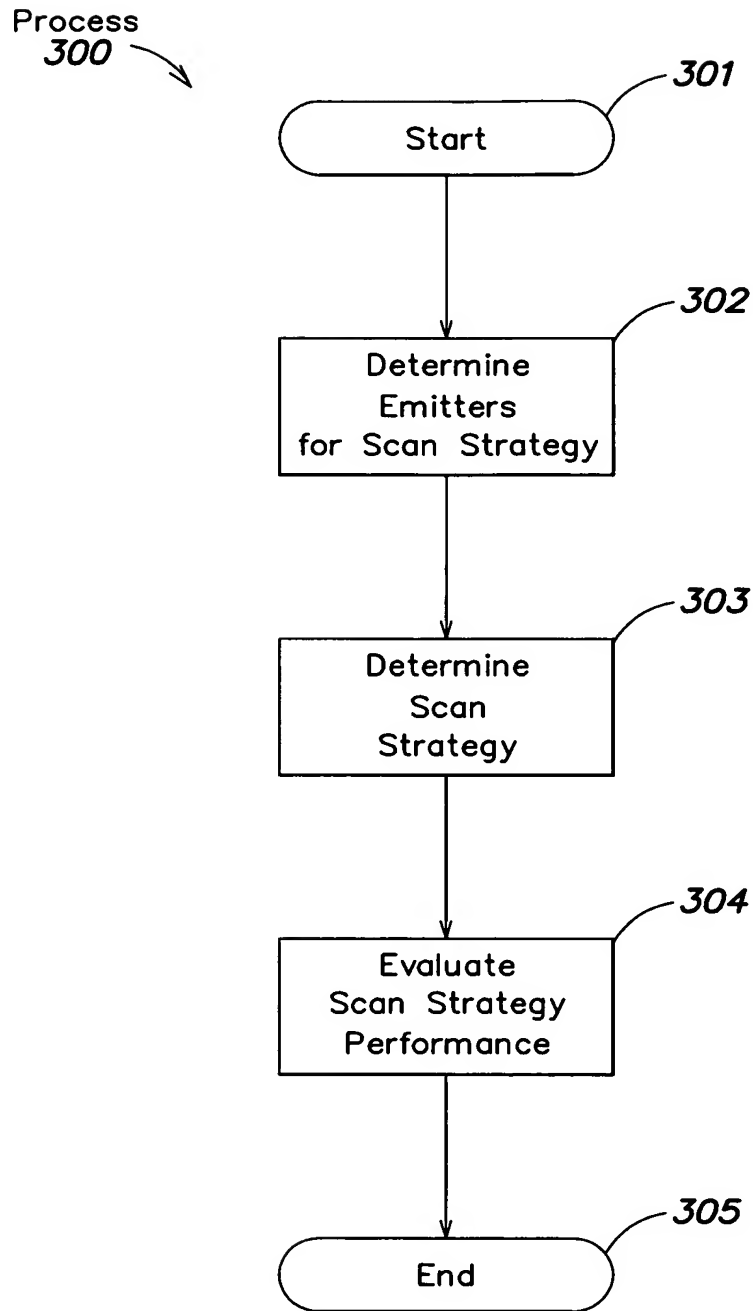 Process
300
301
Start
302
Determine
Emitters
for Scan Strategy
303
Determine
Scan
Strategy
304
Evaluate
Scan Strategy
Performance
305
End